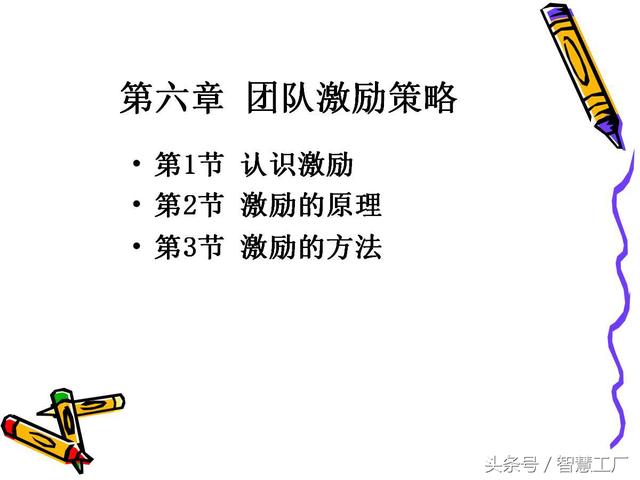 第六章 团队激励策略
• 第1节 认识激励
• 第2节 激励的原理
• 第3节 激励的方法
头条号 / 智慧工厂